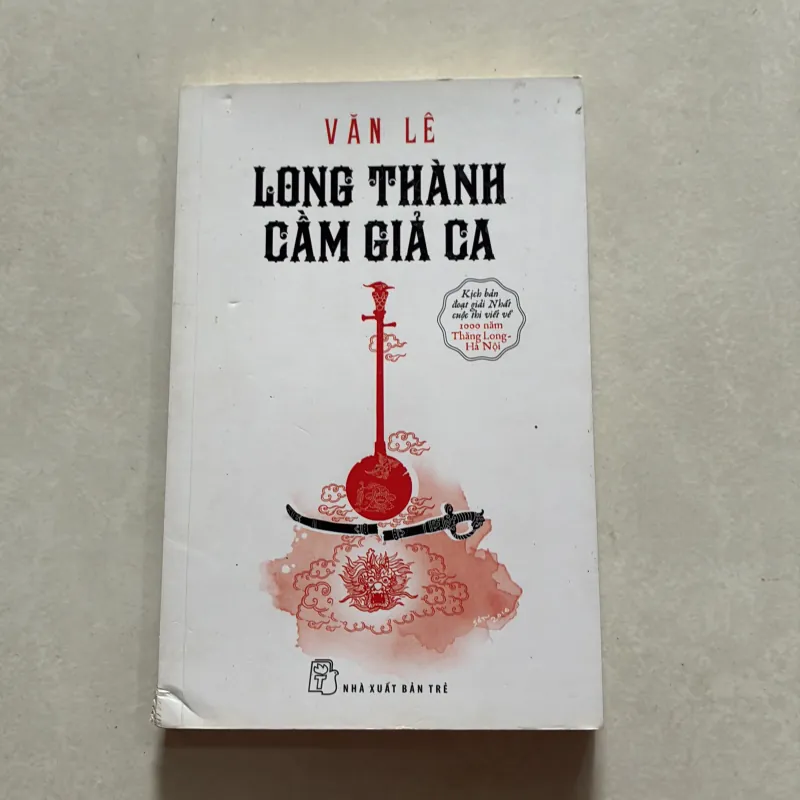 VĂN LÊ
LONG THÀNH
CẦM GIẢ CA
Kịch bản
đoạt giải Nhất
cuộc thi viết về
1000 năm
Thăng Long-
Hà Nội
NHÀ XUẤT BẢN TRẺ